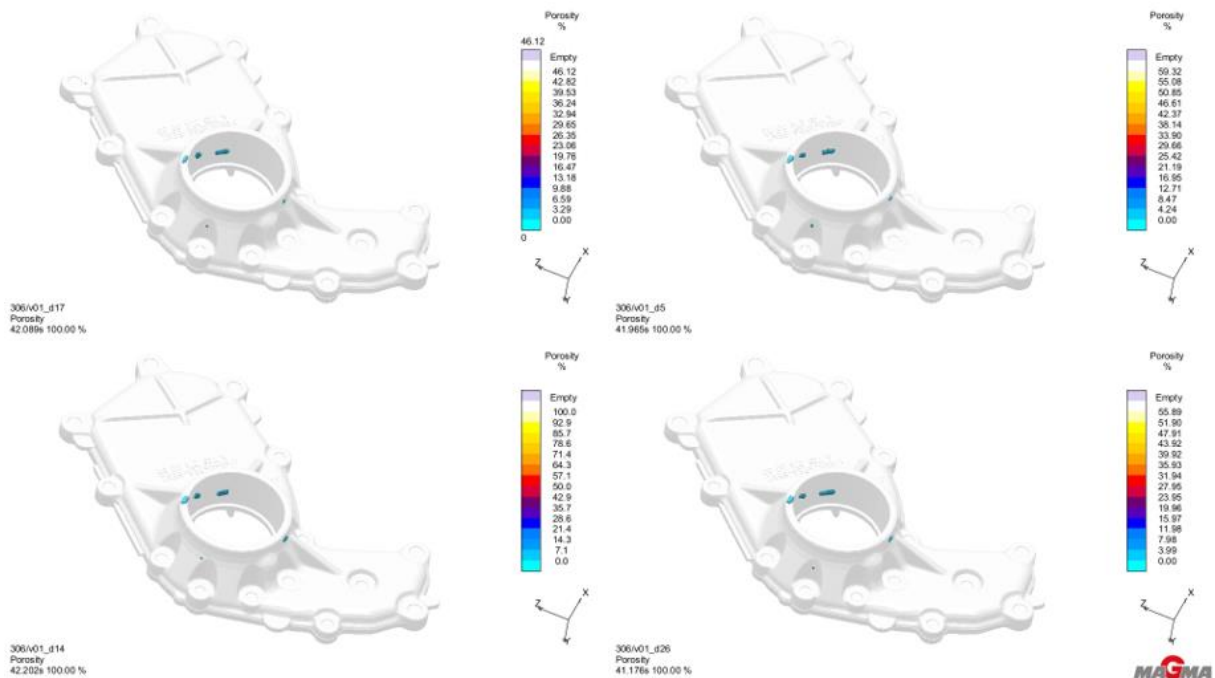 Porosity
%
46.12
Empty
46.12
42.82
39.53
36.24
32.94
29.65
26.35
23.06
19.76
16.47
13.18
9.88
6.59
3.29
0.00
0
Z
X
Y
306/v01_d17
Porosity
42.089s 100.00 %
Porosity
%
Empty
59.32
55.08
50.85
46.61
42.37
38.14
33.90
29.66
25.42
21.19
16.95
12.71
8.47
4.24
0.00
Z
X
Y
306/v01_d5
Porosity
41.965s 100.00 %
Porosity
%
Empty
100.0
92.9
85.7
78.6
71.4
64.3
57.1
50.0
42.9
35.7
28.6
21.4
14.3
7.1
0.0
Z
X
Y
306/v01_d14
Porosity
42.202s 100.00 %
Porosity
%
Empty
55.89
51.90
47.91
43.92
39.92
35.93
31.94
27.95
23.95
19.96
15.97
11.98
7.98
3.99
0.00
Z
X
Y
306/v01_d26
Porosity
41.176s 100.00 %
MAGMA